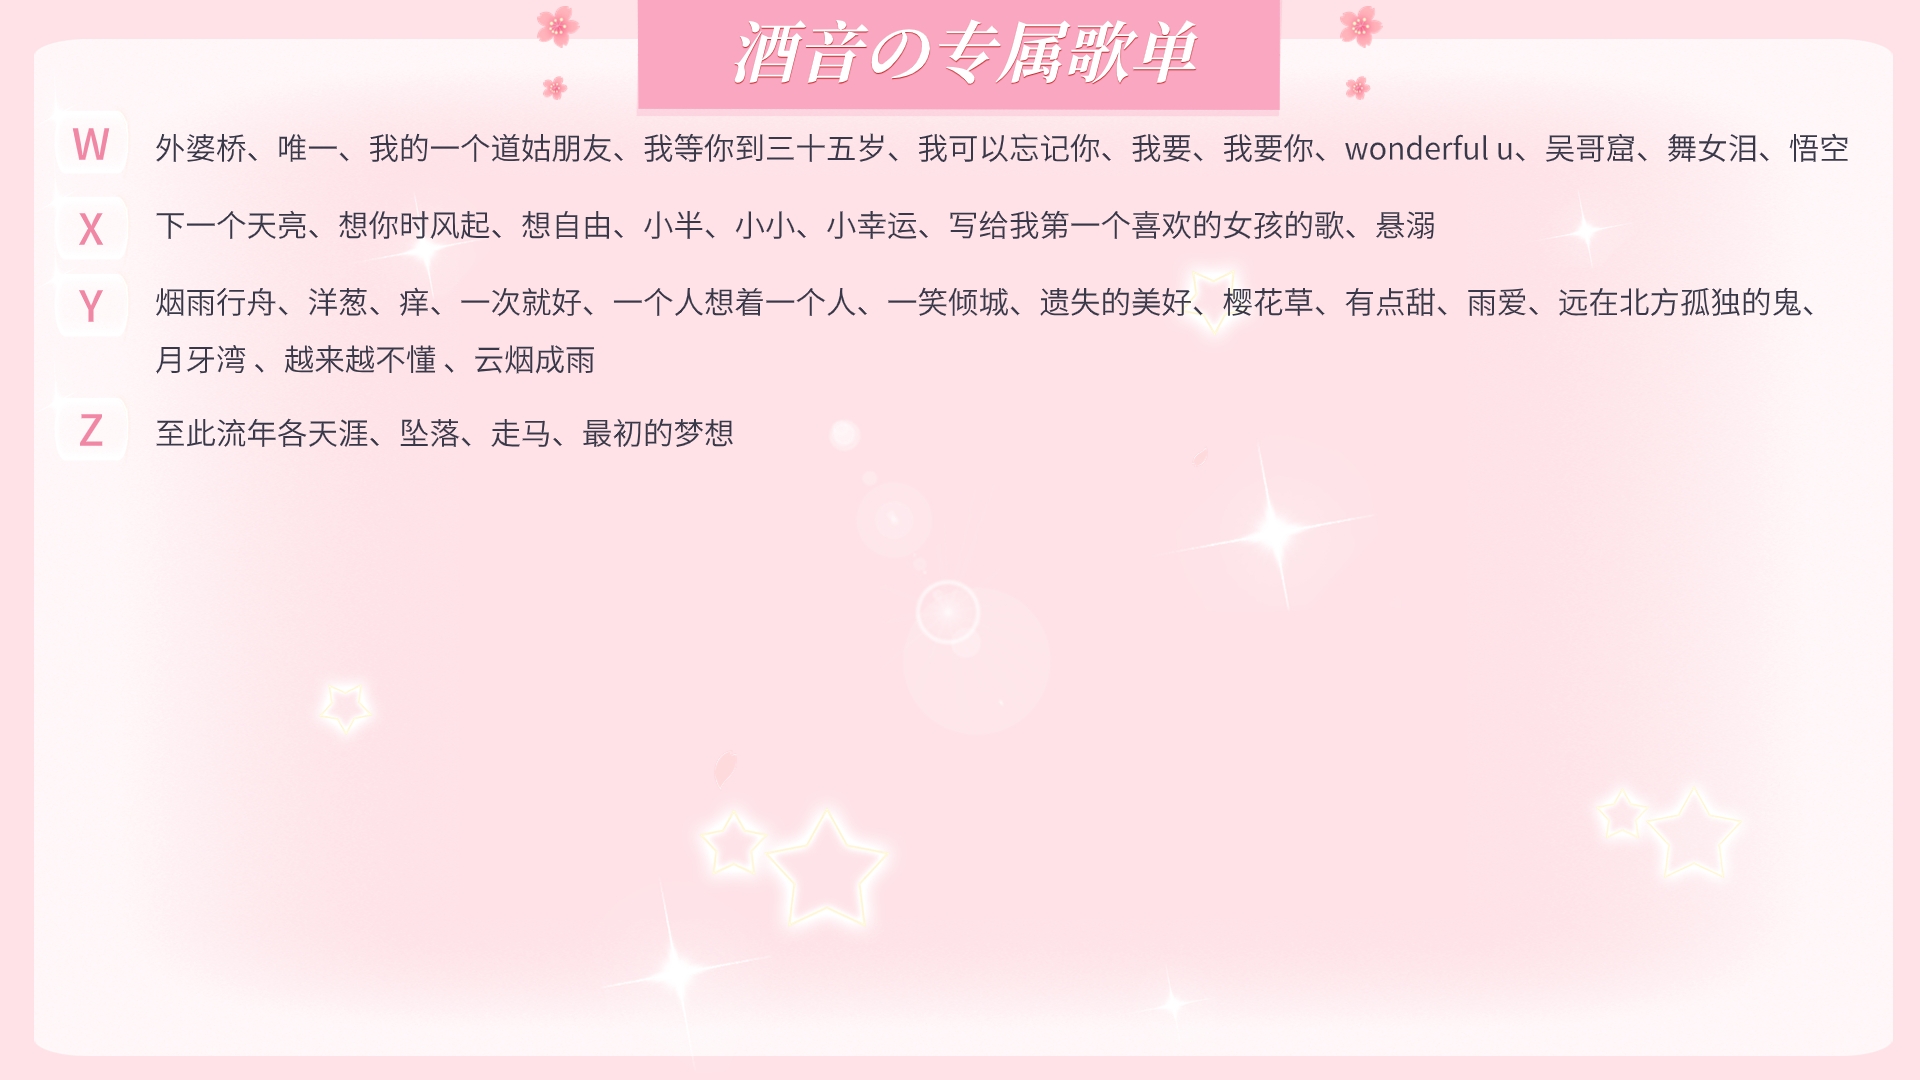 酒音の专属歌单
W 外婆桥、唯一、我的一个道姑朋友、我等你到三十五岁、我可以忘记你、我要、我要你、wonderful u、吴哥窟、舞女泪、悟空
X 下一个天亮、想你时风起、想自由、小半、小小、小幸运、写给我第一个喜欢的女孩的歌、悬溺
Y 烟雨行舟、洋葱、痒、一次就好、一个人想着一个人、一笑倾城、遗失的美好、樱花草、有点甜、雨爱、远在北方孤独的鬼、
月牙湾 、越来越不懂 、云烟成雨
Z 至此流年各天涯、坠落、走马、最初的梦想